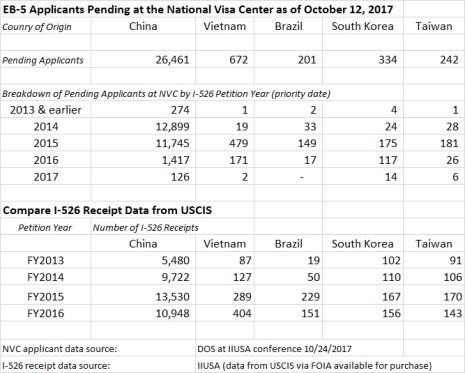 EB-5 Applicants Pending at the National Visa Center as of October 12, 2017
Counry of Origin China Vietnam Brazil South Korea Taiwan
Pending Applicants 26,461 672 201 334 242
Breakdown of Pending Applicants at NVC by I-526 Petition Year (priority date)
2013 & earlier 274 1 2 4 1
2014 12,899 19 33 24 28
2015 11,745 479 149 175 181
2016 1,417 171 17 117 26
2017 126 2 - 14 6
Compare I-526 Receipt Data from USCIS
Petition Year Number of I-526 Receipts
China Vietnam Brazil South Korea Taiwan
FY2013 5,480 87 19 102 91
FY2014 9,722 127 50 110 106
FY2015 13,530 289 229 167 170
FY2016 10,948 404 151 156 143
NVC applicant data source: DOS at IIUSA conference 10/24/2017
I-526 receipt data source: IIUSA (data from USCIS via FOIA available for purchase)